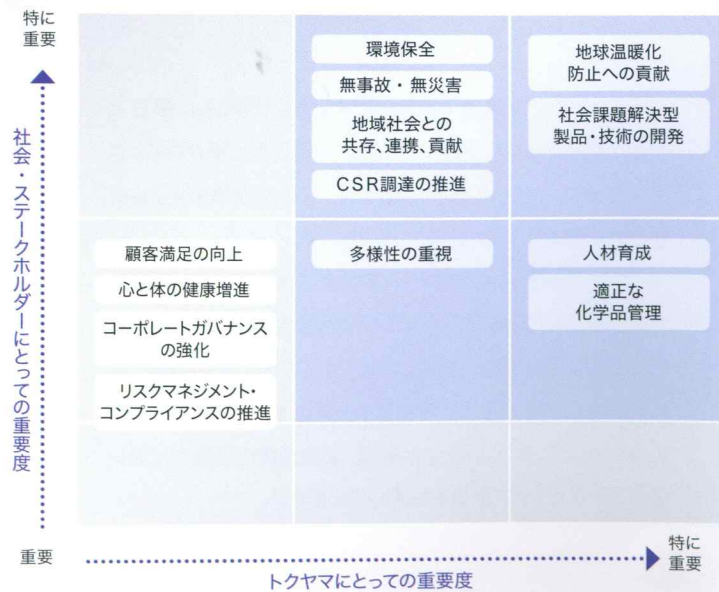 特に
重要
社会・ステークホルダーにとっての重要度
環境保全
無事故・無災害
地域社会との
共存、連携、貢献
CSR調達の推進
地球温暖化
防止への貢献
社会課題解決型
製品・技術の開発
顧客満足の向上
心と体の健康増進
コーポレートガバナンス
の強化
リスクマネジメント・
コンプライアンスの推進
多様性の重視
人材育成
適正な
化学品管理
重要
特に
重要
トクヤマにとっての重要度